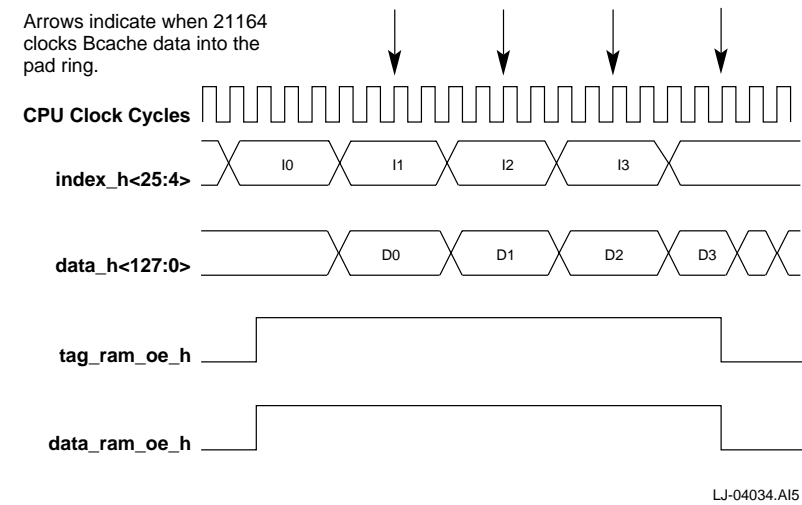 Arrows indicate when 21164
clocks Bcache data into the
pad ring.
CPU Clock Cycles
index_h<25:4> I0 I1 I2 I3
data_h<127:0> D0 D1 D2 D3
tag_ram_oe_h
data_ram_oe_h
LJ-04034.AI5